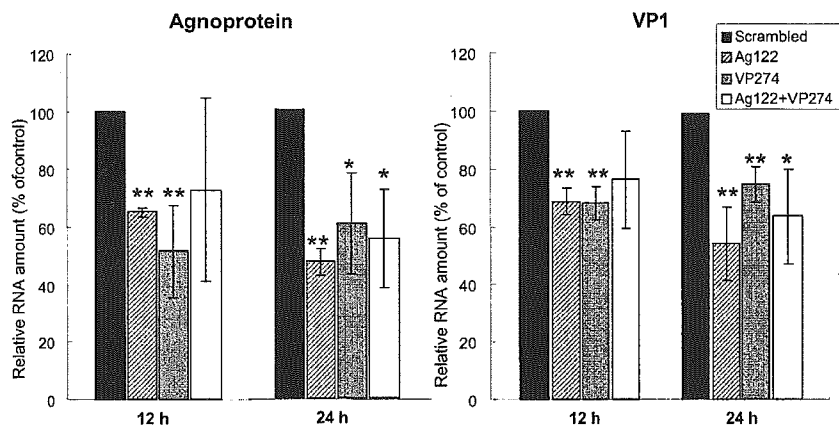 Agnoprotein
VP1
Scrambled
Ag122
VP274
Ag122+VP274
Relative RNA amount (% ofcontrol)
120
100
80
60
40
20
0
** ** ** * *
12 h 24 h
Relative RNA amount (% of control)
120
100
80
60
40
20
0
** ** ** ** *
12 h 24 h